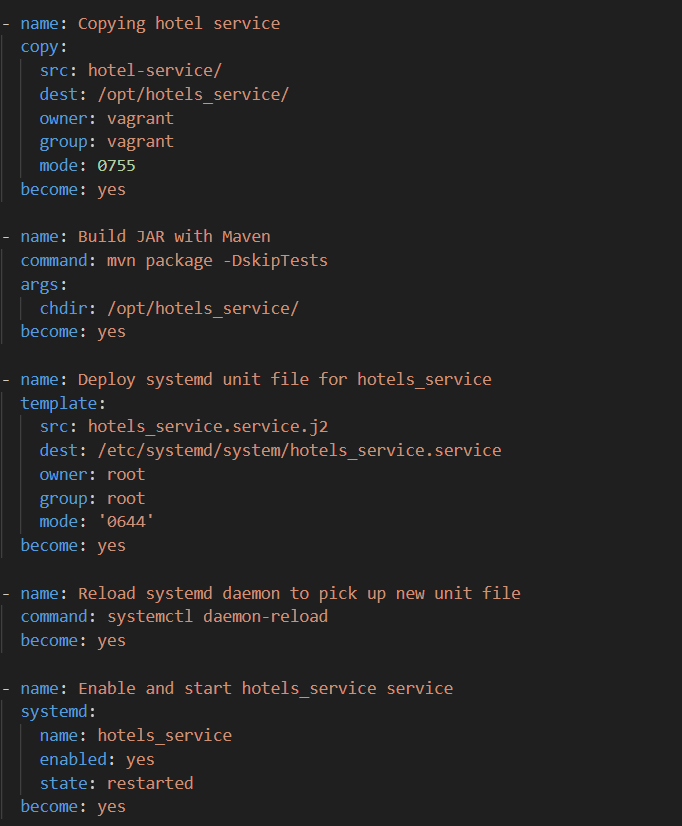 - name: Copying hotel service
  copy:
    src: hotel-service/
    dest: /opt/hotels_service/
    owner: vagrant
    group: vagrant
    mode: 0755
  become: yes

- name: Build JAR with Maven
  command: mvn package -DskipTests
  args:
    chdir: /opt/hotels_service/
  become: yes

- name: Deploy systemd unit file for hotels_service
  template:
    src: hotels_service.service.j2
    dest: /etc/systemd/system/hotels_service.service
    owner: root
    group: root
    mode: '0644'
  become: yes

- name: Reload systemd daemon to pick up new unit file
  command: systemctl daemon-reload
  become: yes

- name: Enable and start hotels_service service
  systemd:
    name: hotels_service
    enabled: yes
    state: restarted
  become: yes